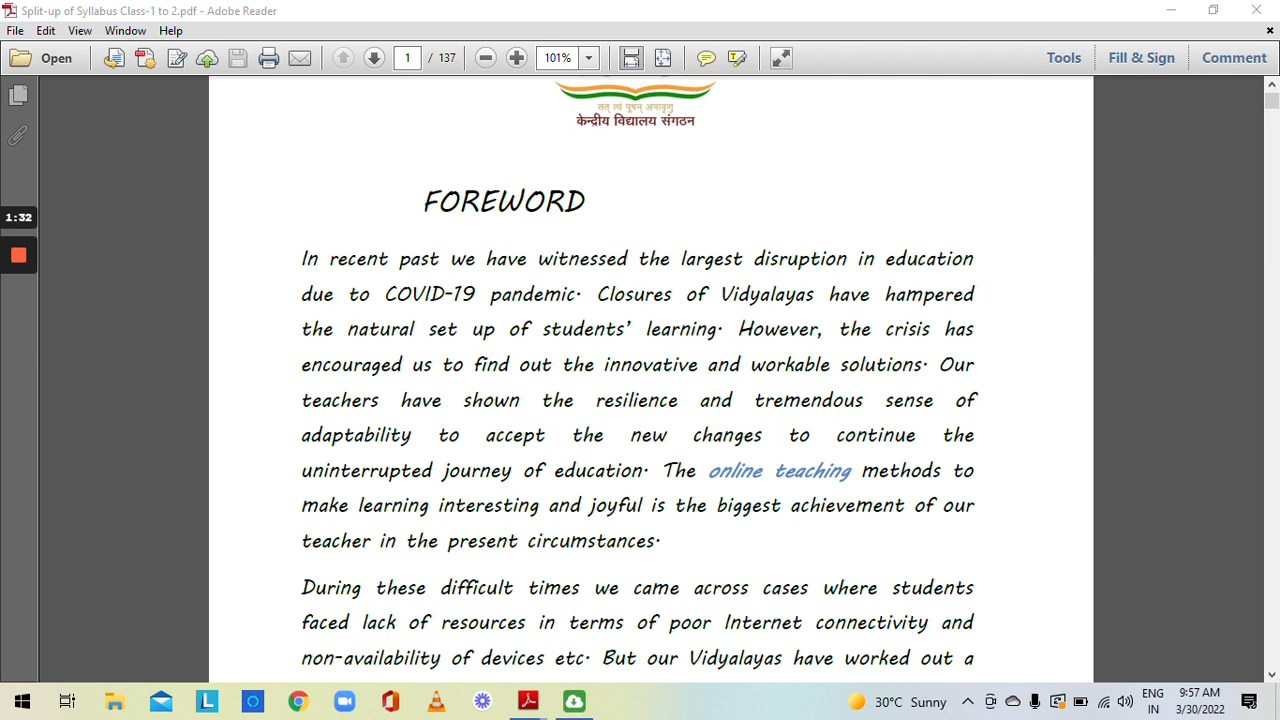 Split-up of Syllabus Class-1 to 2.pdf - Adobe Reader
File Edit View Window Help
Open 1 / 137 101% Tools Fill & Sign Comment
तत् त्वं पूषन् अपावृणु
केन्द्रीय विद्यालय संगठन
FOREWORD
1:32
In recent past we have witnessed the largest disruption in education
due to COVID-19 pandemic. Closures of Vidyalayas have hampered
the natural set up of students’ learning. However, the crisis has
encouraged us to find out the innovative and workable solutions. Our
teachers have shown the resilience and tremendous sense of
adaptability to accept the new changes to continue the
uninterrupted journey of education. The online teaching methods to
make learning interesting and joyful is the biggest achievement of our
teacher in the present circumstances.
During these difficult times we came across cases where students
faced lack of resources in terms of poor Internet connectivity and
non-availability of devices etc. But our Vidyalayas have worked out a
30°C Sunny
ENG
IN
9:57 AM
3/30/2022